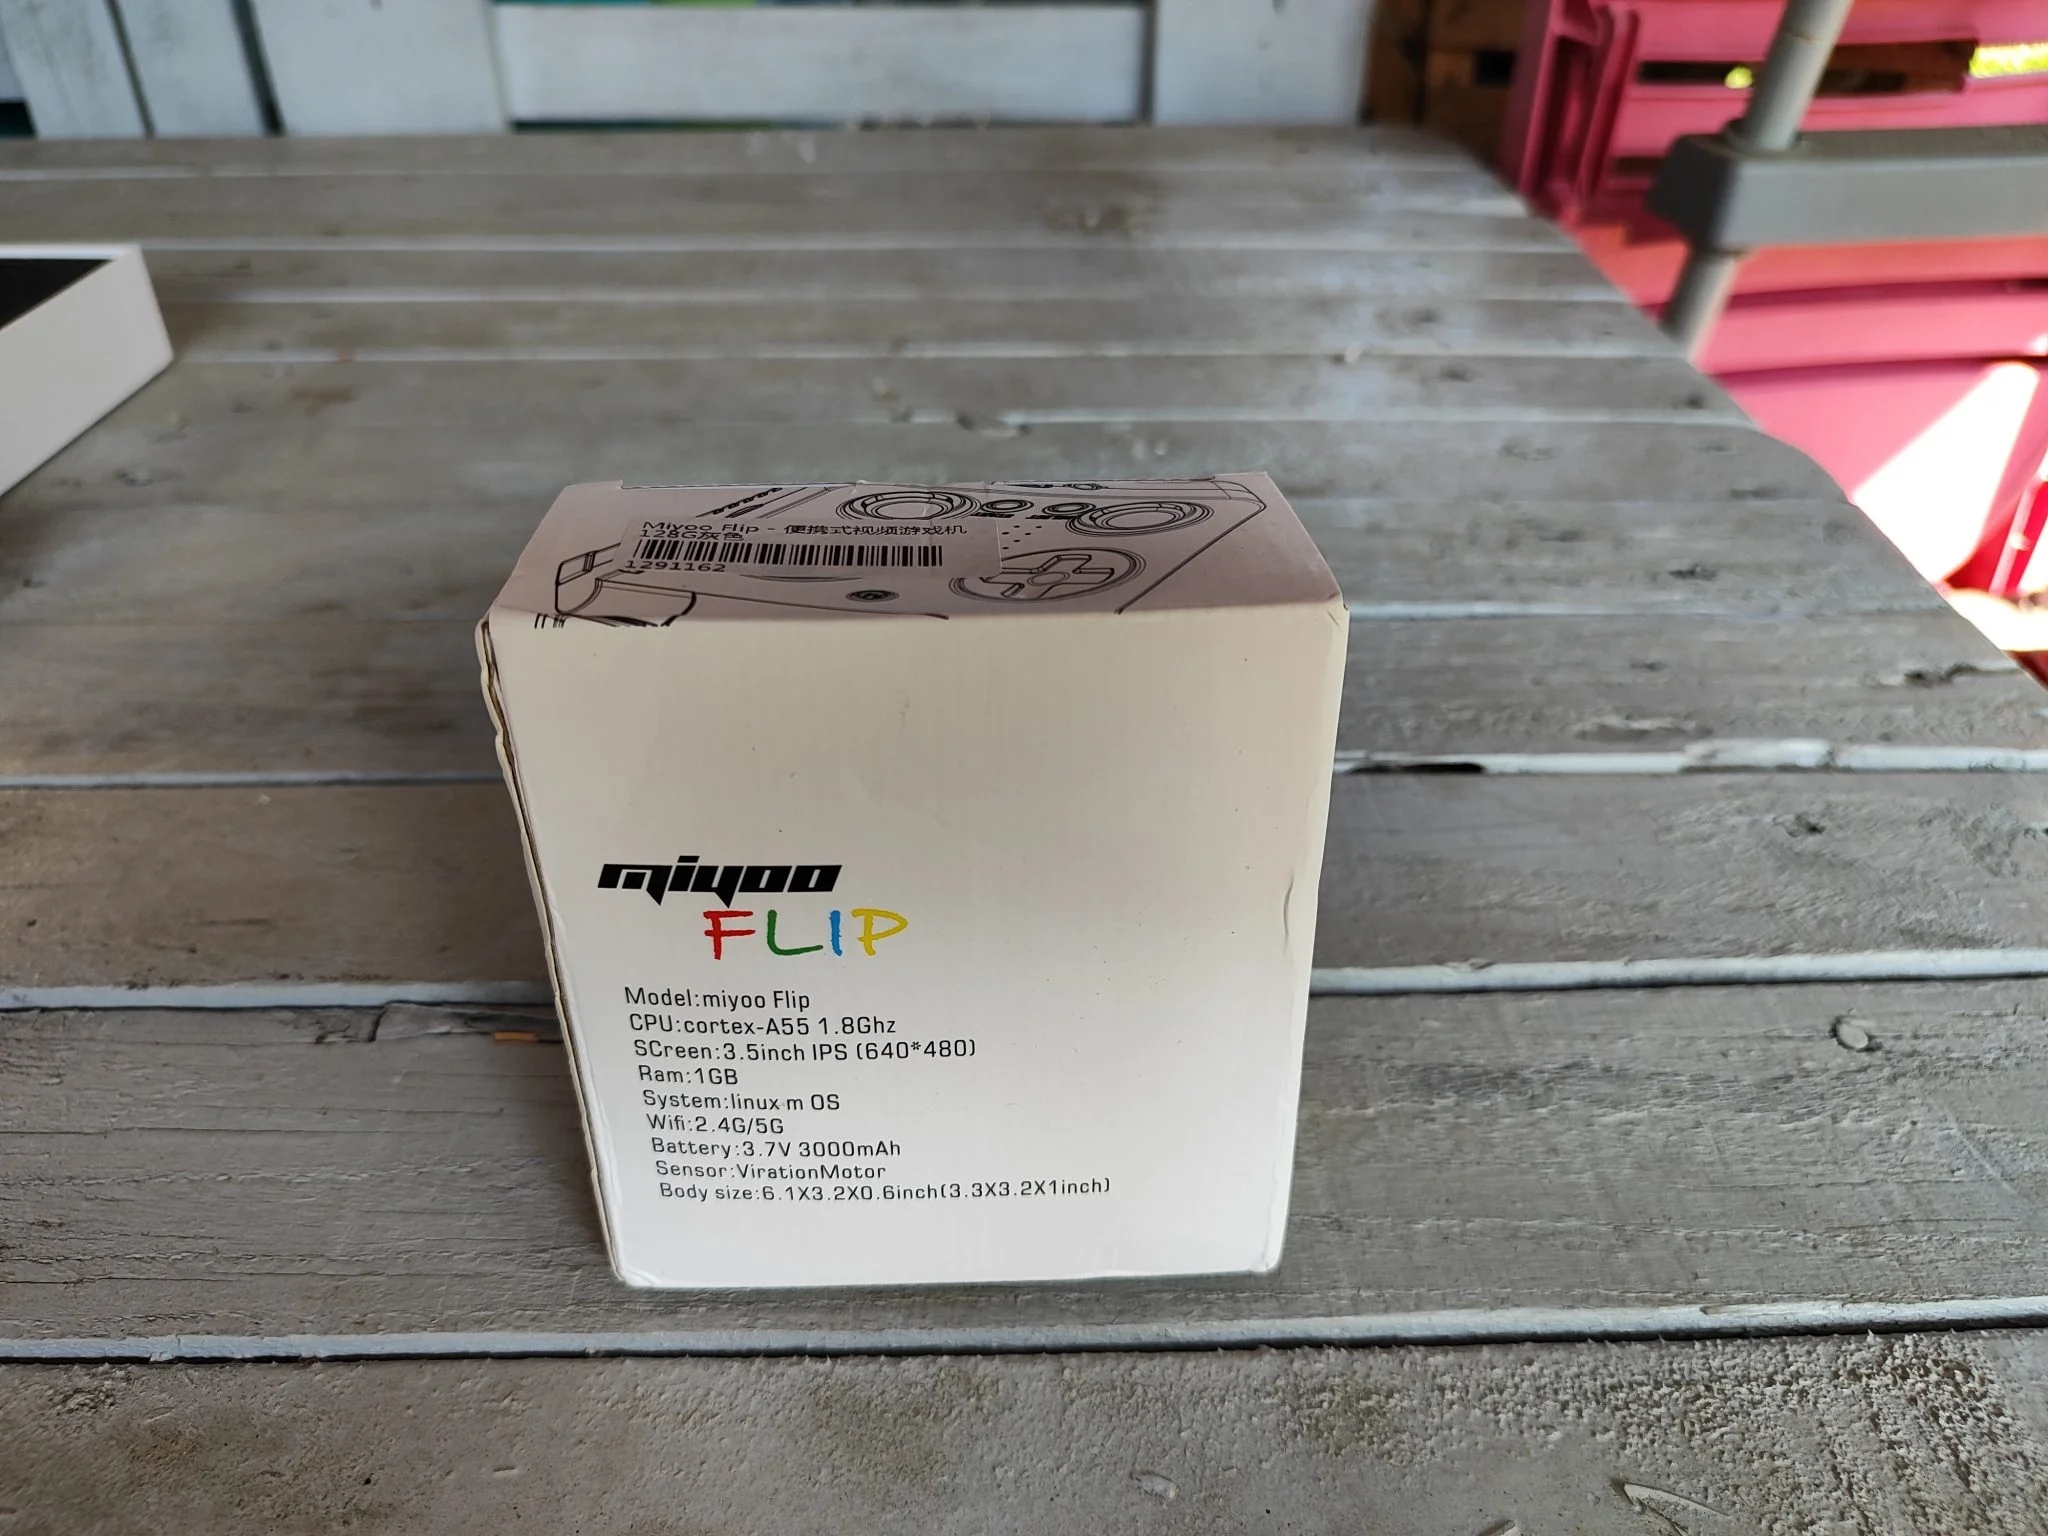 Miyoo Flip - 便携式视频游戏机
128G灰色
1291162
miyoo
FLIP
Model:miyoo Flip
CPU:cortex-A55 1.8Ghz
SCreen:3.5inch IPS (640*480)
Ram:1GB
System:linux m OS
Wifi:2.4G/5G
Battery:3.7V 3000mAh
Sensor:VirationMotor
Body size:6.1X3.2X0.6inch(3.3X3.2X1inch)